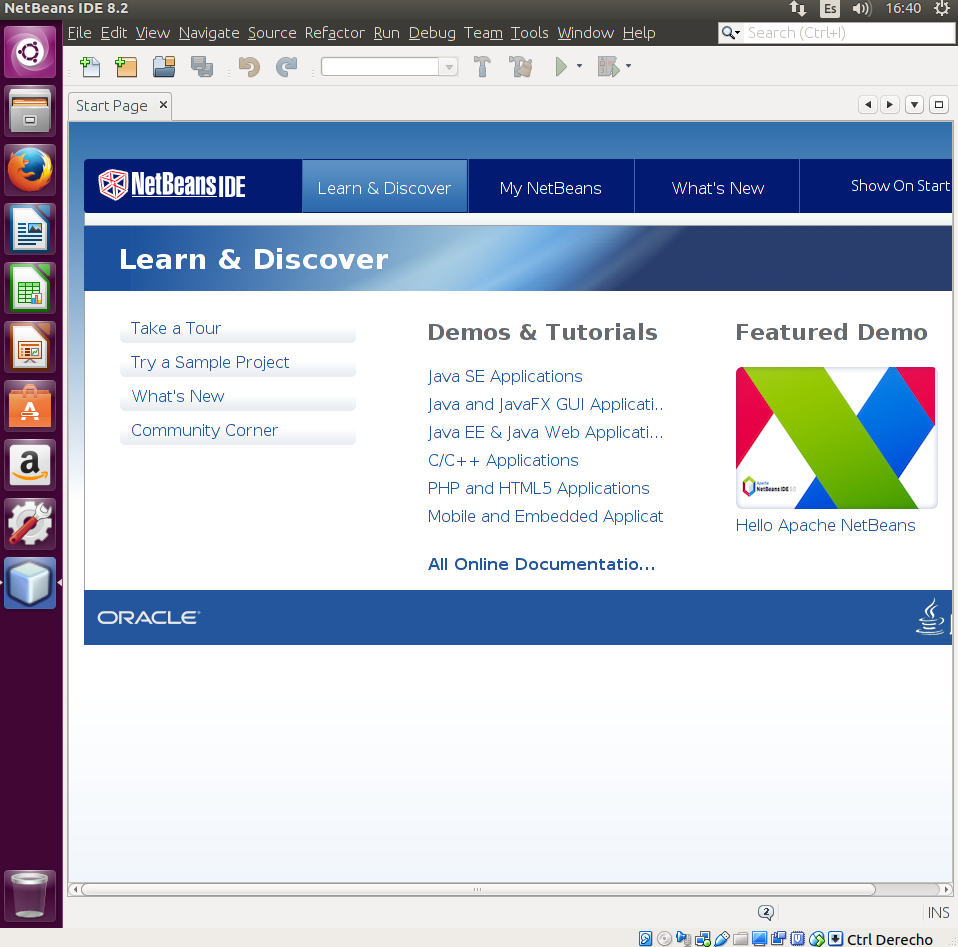 NetBeans IDE 8.2
Es
16:40
File Edit View Navigate Source Refactor Run Debug Team Tools Window Help
Search (Ctrl+I)
Start Page
NetBeans IDE
Learn & Discover
My NetBeans
What's New
Show On Start
Learn & Discover
Take a Tour
Try a Sample Project
What's New
Community Corner
Demos & Tutorials
Java SE Applications
Java and JavaFX GUI Applicati..
Java EE & Java Web Applicati...
C/C++ Applications
PHP and HTML5 Applications
Mobile and Embedded Applicat
All Online Documentatio...
Featured Demo
Apache
NetBeans IDE
Hello Apache NetBeans
ORACLE
2
INS
Ctrl Derecho